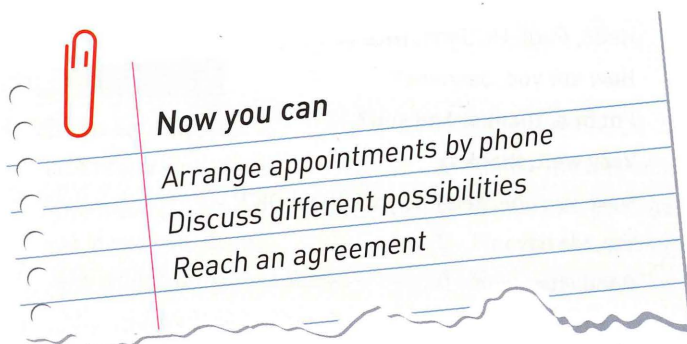 Now you can
Arrange appointments by phone
Discuss different possibilities
Reach an agreement